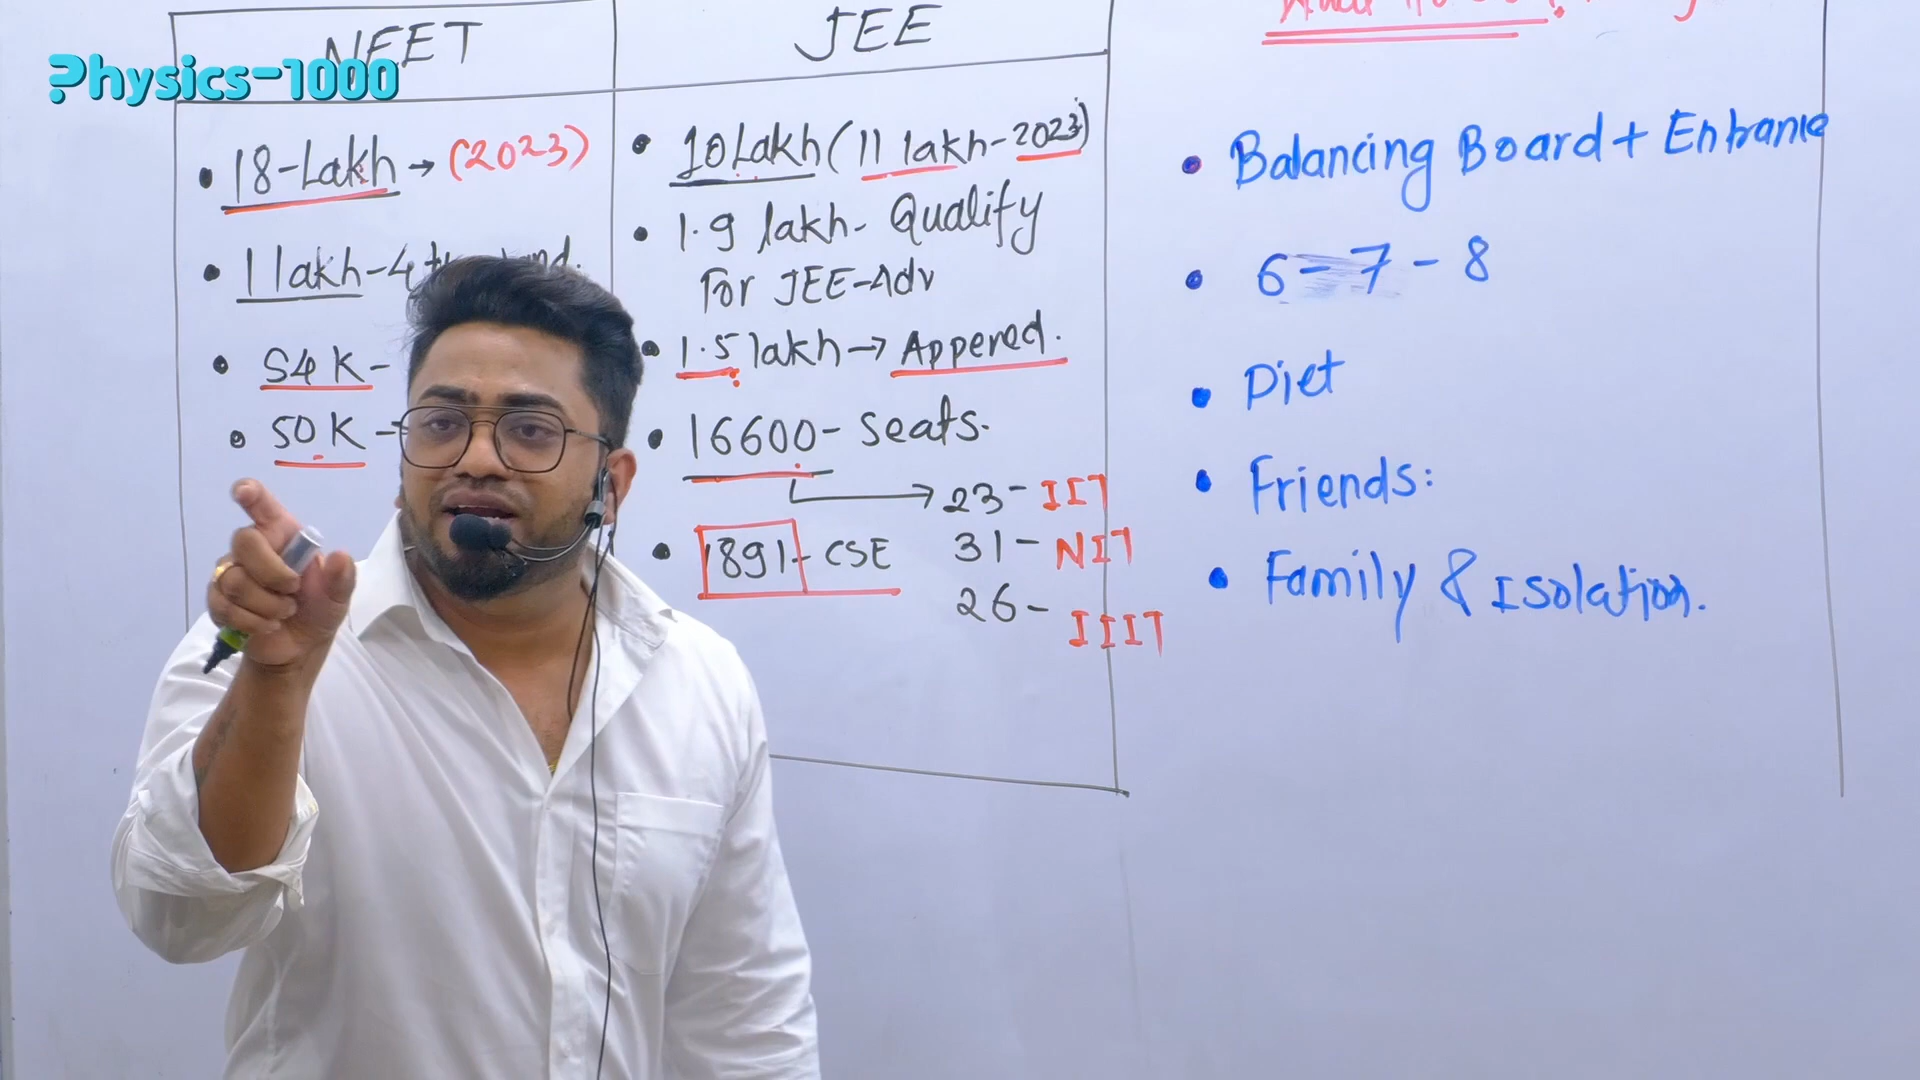 Physics-1000
NEET
18-Lakh → (2023)
1 lakh-4
54 K-
50 K-
JEE
10 Lakh (11 lakh-2023)
1.9 lakh- Qualify
For JEE-Adv
1.5 lakh → Appered.
16600- Seats.
23- IIT
31- NIT
26- IIIT
1891- CSE
Balancing Board + Entrance
6-7-8
Diet
Friends:
Family & Isolation.